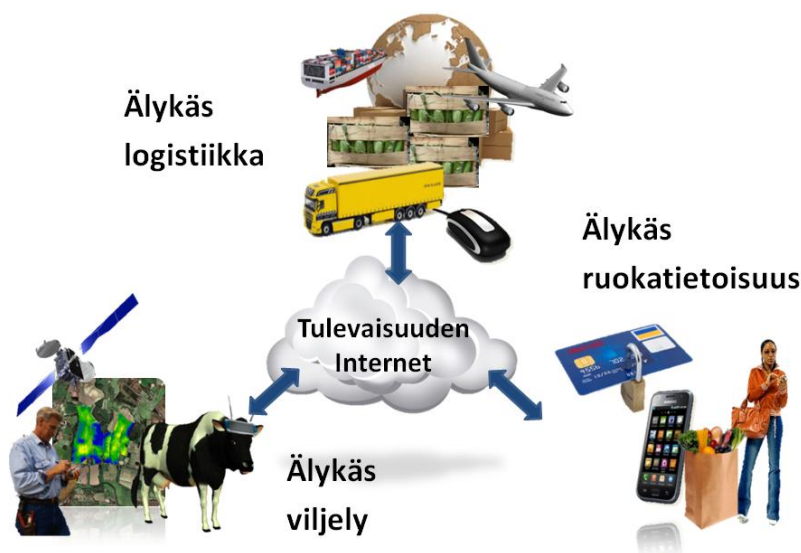 Älykäs
logistiikka
Älykäs
ruokatietoisuus
Tulevaisuuden
Internet
Älykäs
viljely